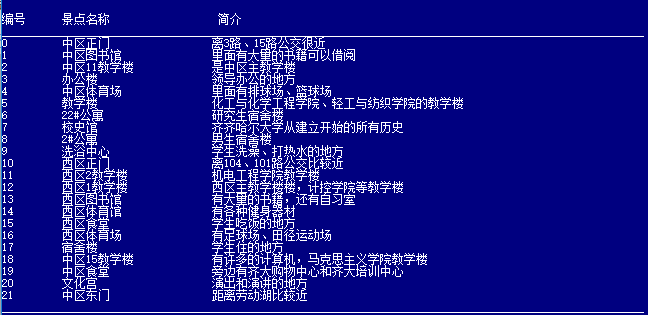 编号 景点名称 简介
0 中区正门 离3路、15路公交很近
1 中区图书馆 里面有大量的书籍可以借阅
2 中区11教学楼 是中区主教学楼
3 办公楼 领导办公的地方
4 中区体育场 里面有排球场、篮球场
5 教学楼 化工与化学工程学院、轻工与纺织学院的教学楼
6 22#公寓 研究生宿舍楼
7 校史馆 齐齐哈尔大学从建立开始的所有历史
8 2#公寓 男生宿舍楼
9 洗浴中心 学生洗澡、打热水的地方
10 西区正门 离104、101路公交比较近
11 西区2教学楼 机电工程学院教学楼
12 西区1教学楼 西区主教学楼楼，计控学院等教学楼
13 西区图书馆 有大量的书籍，还有自习室
14 西区体育馆 有各种健身器材
15 西区食堂 学生吃饭的地方
16 西区体育场 有足球场、田径运动场
17 宿舍楼 学生住的地方
18 中区15教学楼 有许多的计算机，马克思主义学院教学楼
19 中区食堂 旁边有齐大购物中心和齐大培训中心
20 文化宫 演出和演讲的地方
21 中区东门 距离劳动湖比较近